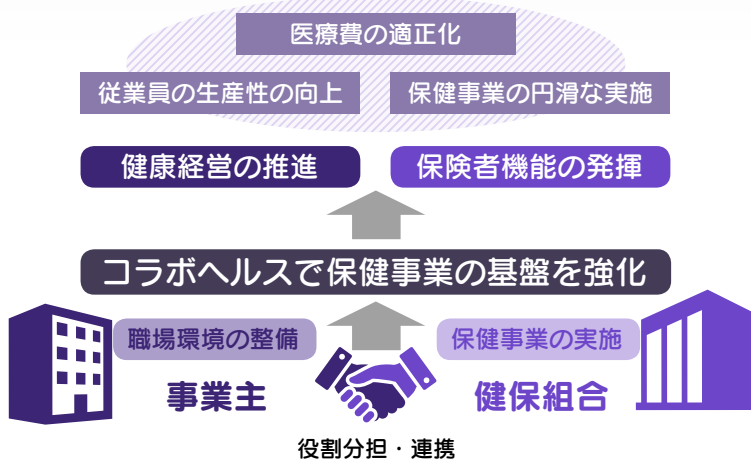 医療費の適正化
従業員の生産性の向上
保健事業の円滑な実施
健康経営の推進
保険者機能の発揮
コラボヘルスで保健事業の基盤を強化
職場環境の整備
保健事業の実施
事業主
健保組合
役割分担・連携